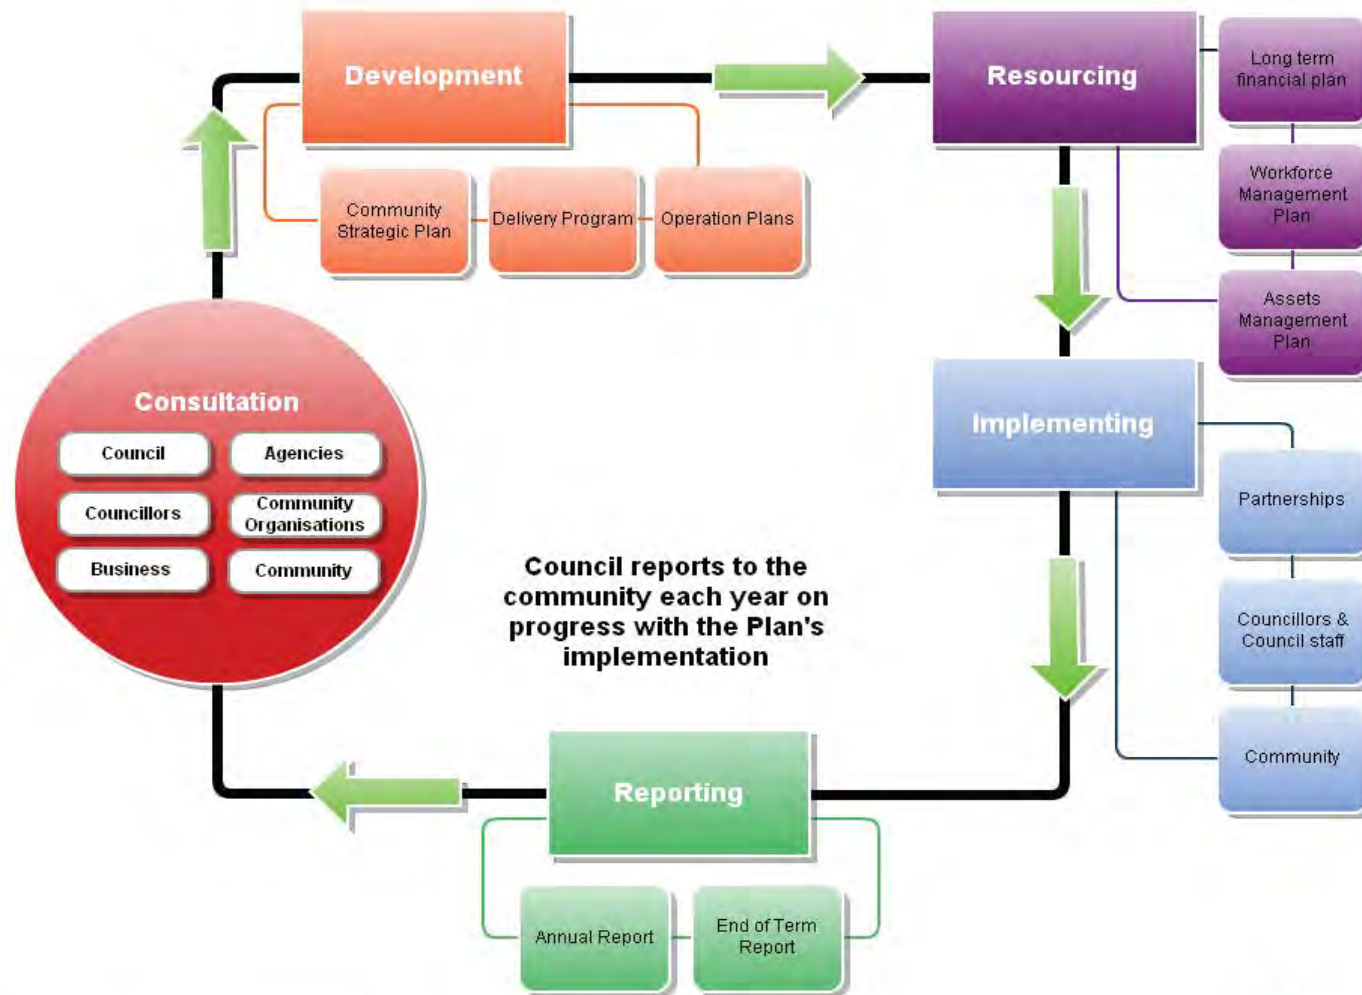 Development
Resourcing
Long term
financial plan
Community
Strategic Plan
Delivery Program
Operation Plans
Workforce
Management
Plan
Assets
Management
Plan
Consultation
Council
Agencies
Councillors
Community
Organisations
Business
Community
Implementing
Partnerships
Councillors &
Council staff
Community
Council reports to the
community each year on
progress with the Plan's
implementation
Reporting
Annual Report
End of Term
Report